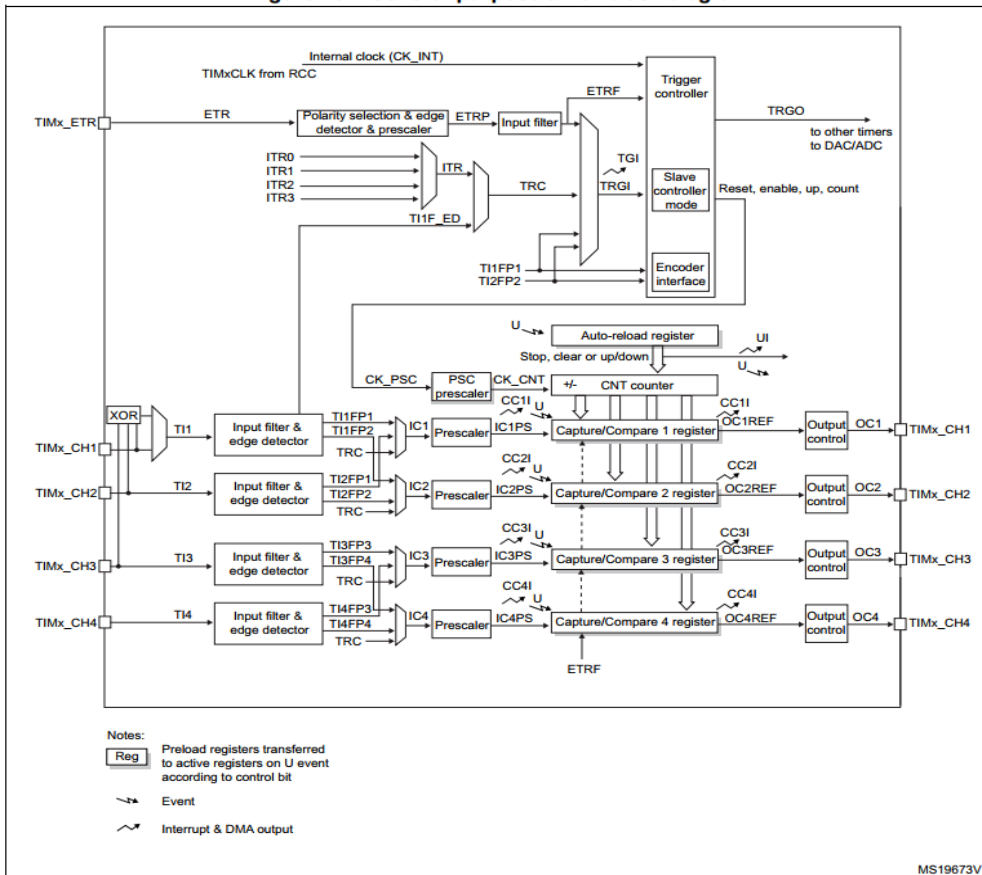 Internal clock (CK_INT)
TIMxCLK from RCC
Trigger
controller
ETRF
TIMx_ETR
ETR
Polarity selection & edge
detector & prescaler
ETRP
Input filter
TRGO
to other timers
to DAC/ADC
ITR0
ITR1
ITR2
ITR3
ITR
TGI
TRC
TRGI
Slave
controller
mode
Reset, enable, up, count
TI1F_ED
TI1FP1
TI2FP2
Encoder
interface
U
Auto-reload register
UI
Stop, clear or up/down
U
CK_PSC
PSC
prescaler
CK_CNT
+/-
CNT counter
XOR
TIMx_CH1
TI1
Input filter &
edge detector
TI1FP1
TI1FP2
TRC
IC1
Prescaler
CC1I
U
IC1PS
Capture/Compare 1 register
CC1I
OC1REF
Output
control
OC1
TIMx_CH1
TIMx_CH2
TI2
Input filter &
edge detector
TI2FP1
TI2FP2
TRC
IC2
Prescaler
CC2I
U
IC2PS
Capture/Compare 2 register
CC2I
OC2REF
Output
control
OC2
TIMx_CH2
TIMx_CH3
TI3
Input filter &
edge detector
TI3FP3
TI3FP4
TRC
IC3
Prescaler
CC3I
U
IC3PS
Capture/Compare 3 register
CC3I
OC3REF
Output
control
OC3
TIMx_CH3
TIMx_CH4
TI4
Input filter &
edge detector
TI4FP3
TI4FP4
TRC
IC4
Prescaler
CC4I
U
IC4PS
Capture/Compare 4 register
CC4I
OC4REF
Output
control
OC4
TIMx_CH4
ETRF
Notes:
Reg
Preload registers transferred
to active registers on U event
according to control bit
Event
Interrupt & DMA output
MS19673V